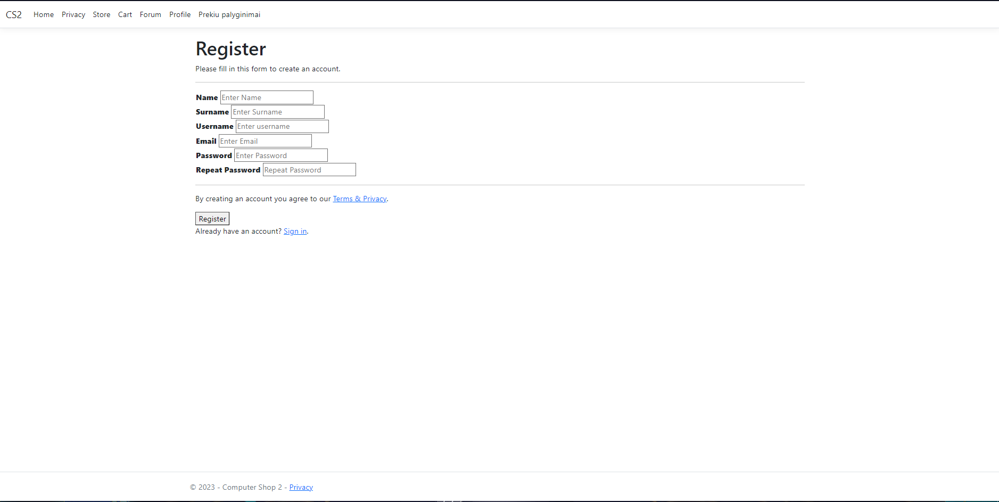 CS2 Home Privacy Store Cart Forum Profile Prekiu palyginimai
Register
Please fill in this form to create an account.
Name Enter Name
Surname Enter Surname
Username Enter username
Email Enter Email
Password Enter Password
Repeat Password Repeat Password
By creating an account you agree to our Terms & Privacy.
Register
Already have an account? Sign in.
© 2023 - Computer Shop 2 - Privacy